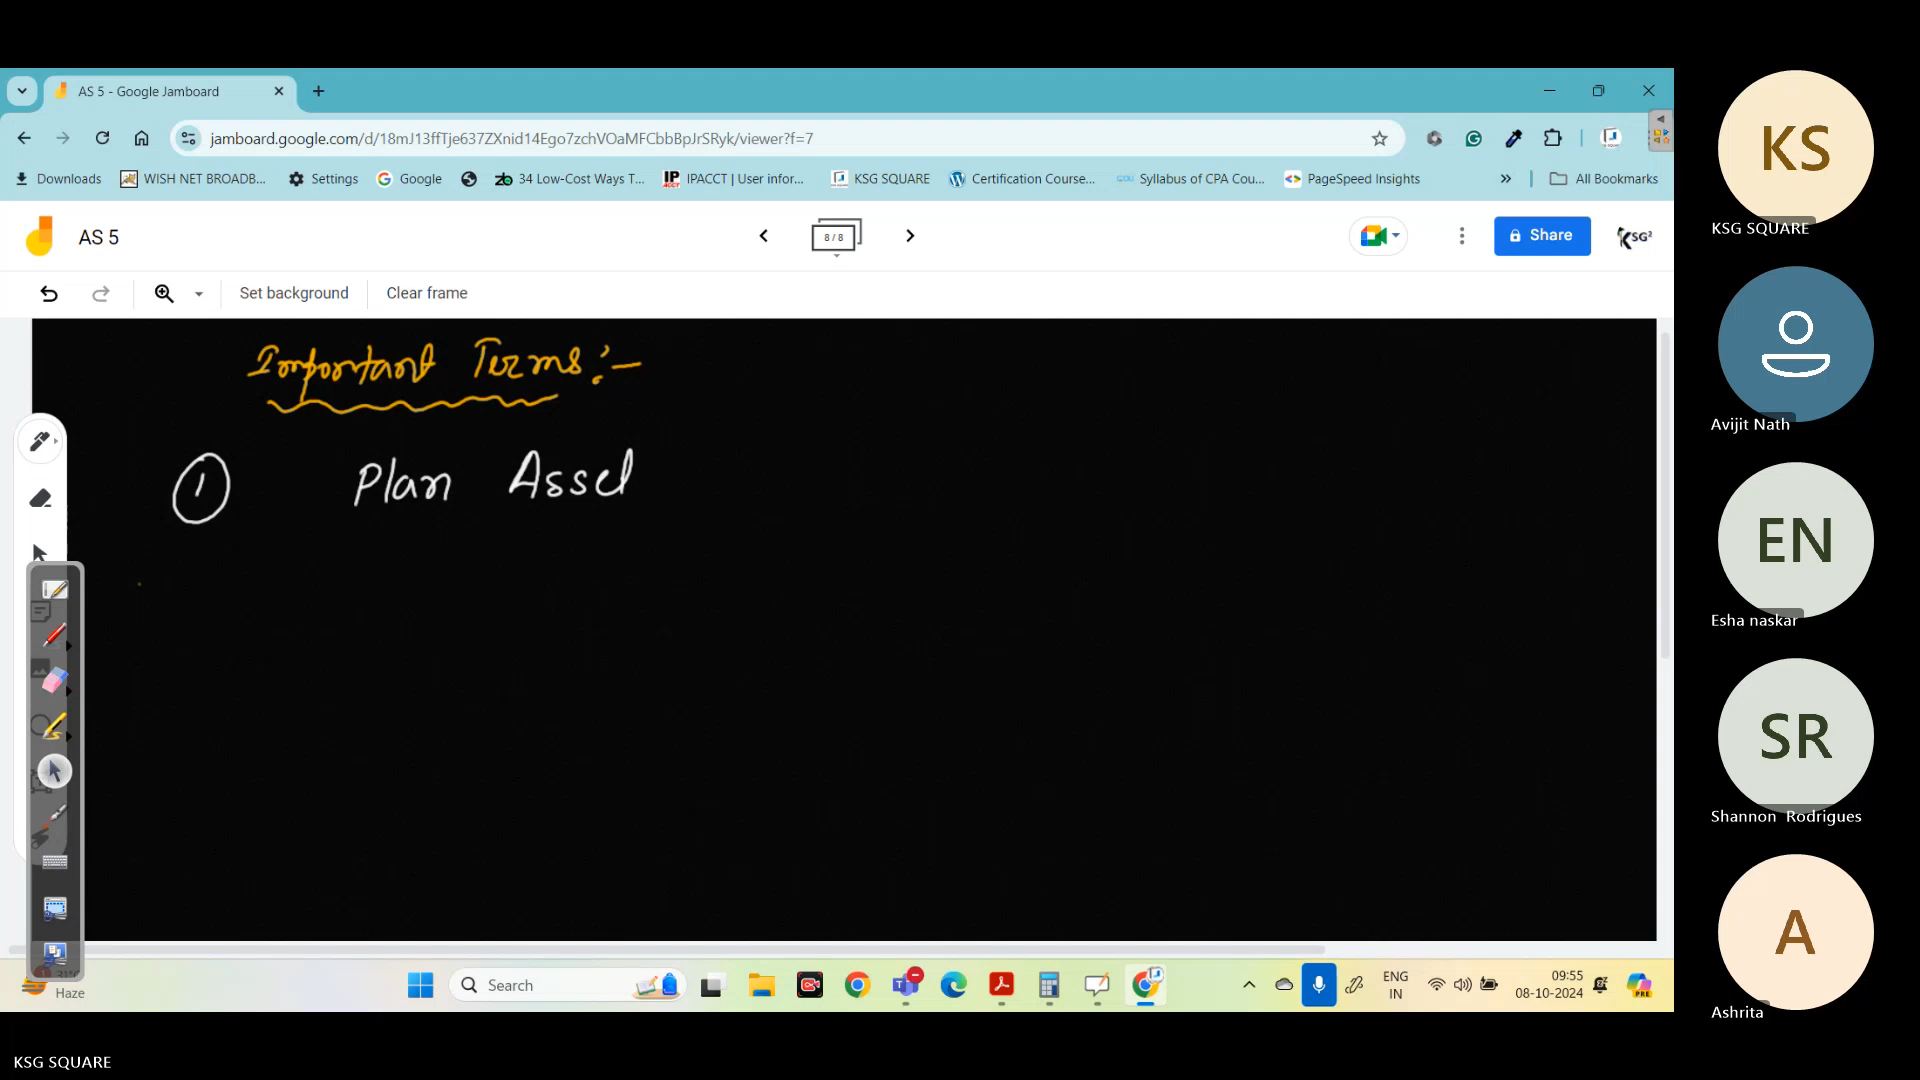 AS 5 - Google Jamboard
jamboard.google.com/d/18mJ13ffTje637ZXnid14Ego7zchVOaMFCbbBpJrSRyk/viewer?f=7
Downloads WISH NET BROADB... Settings Google 34 Low-Cost Ways T... IPACCT | User infor... KSG SQUARE Certification Course... Syllabus of CPA Cou... PageSpeed Insights » All Bookmarks
AS 5
8 / 8
Share
KSG²
Set background Clear frame
Important Terms :-
① Plan Asset
Haze
Search
ENG
IN
09:55
08-10-2024
KS
KSG SQUARE
Avijit Nath
EN
Esha naskar
SR
Shannon Rodrigues
A
Ashrita
KSG SQUARE